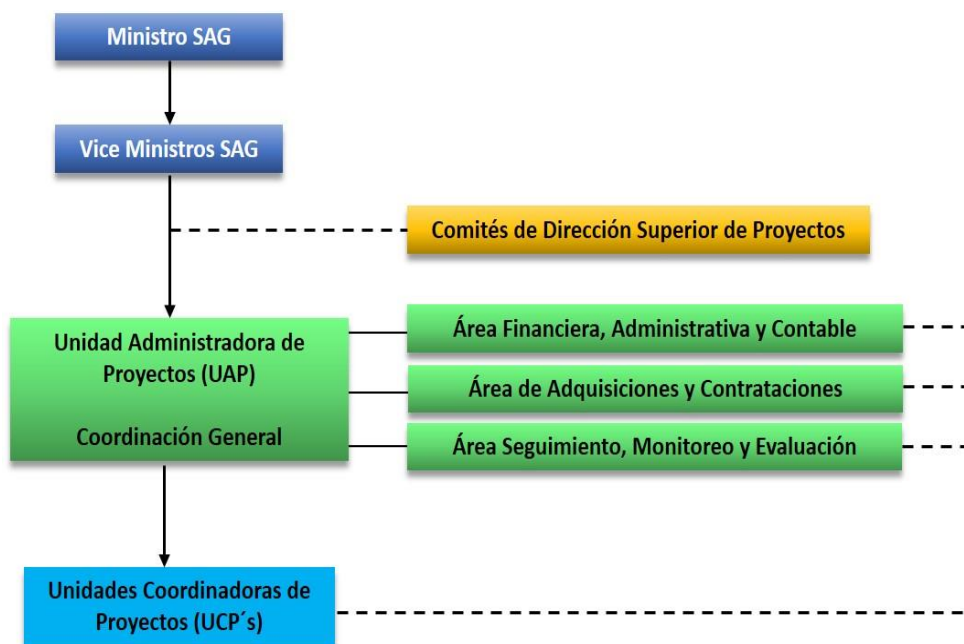 Ministro SAG
Vice Ministros SAG
Comités de Dirección Superior de Proyectos
Unidad Administradora de
Proyectos (UAP)
Coordinación General
Área Financiera, Administrativa y Contable
Área de Adquisiciones y Contrataciones
Área Seguimiento, Monitoreo y Evaluación
Unidades Coordinadoras de
Proyectos (UCP´s)